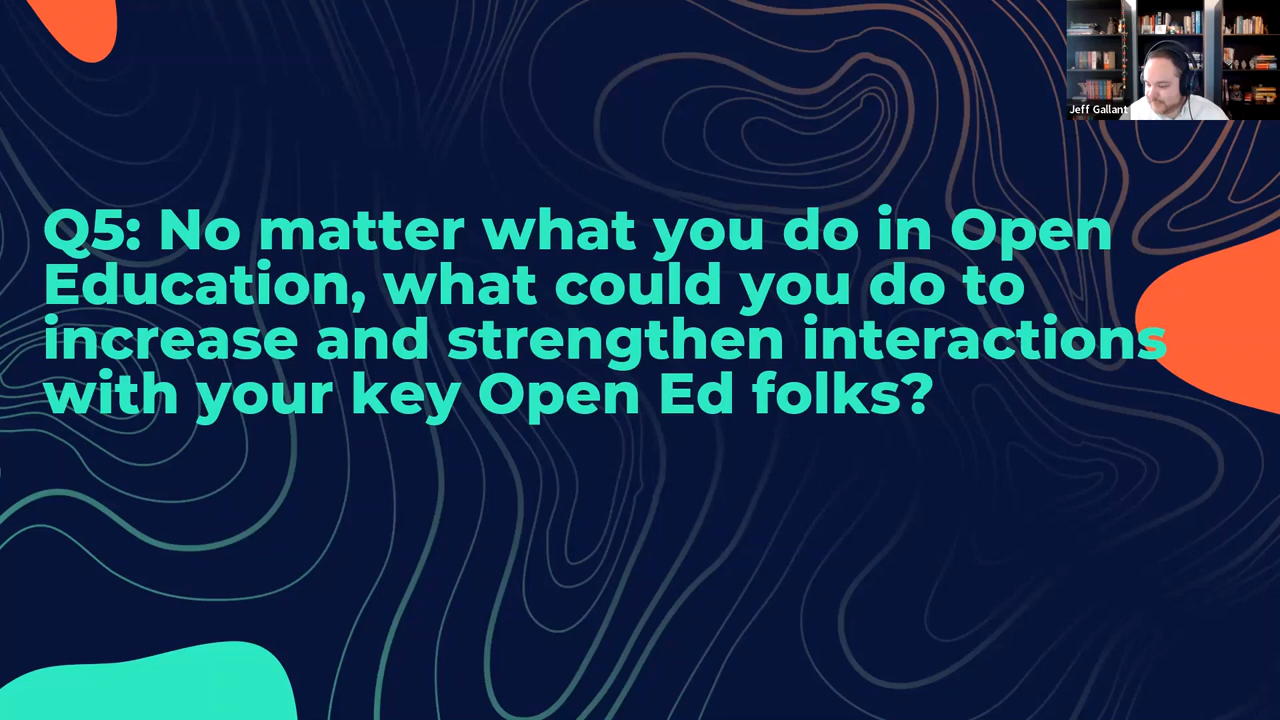 Jeff Gallant
Q5: No matter what you do in Open
Education, what could you do to
increase and strengthen interactions
with your key Open Ed folks?